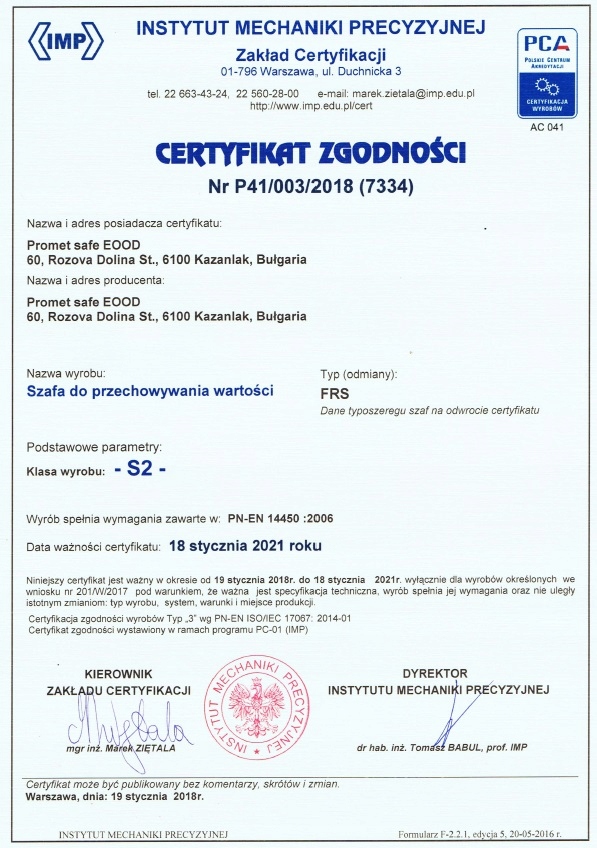 IMP
INSTYTUT MECHANIKI PRECYZYJNEJ
Zakład Certyfikacji
01-796 Warszawa., ul. Duchnicka 3
tel. 22 663-43-24, 22 560-28-00 e-mail: marek.zietala@imp.edu.pl
http://www.imp.edu.pl/cert
PCA
POLSKIE CENTRUM
AKREDYTACJI
CERTYFIKACJA
WYROBÓW
AC 041
CERTYFIKAT ZGODNOŚCI
Nr P41/003/2018 (7334)
Nazwa i adres posiadacza certyfikatu:
Promet safe EOOD
60, Rozova Dolina St., 6100 Kazanlak, Bułgaria
Nazwa i adres producenta:
Promet safe EOOD
60, Rozova Dolina St., 6100 Kazanlak, Bułgaria
Nazwa wyrobu:
Szafa do przechowywania wartości
Typ (odmiany):
FRS
Dane typoszeregu szaf na odwrocie certyfikatu
Podstawowe parametry:
Klasa wyrobu: - S2 -
Wyrób spełnia wymagania zawarte w: PN-EN 14450 :2006
Data ważności certyfikatu: 18 stycznia 2021 roku
Niniejszy certyfikat jest ważny w okresie od 19 stycznia 2018r. do 18 stycznia 2021r. wyłącznie dla wyrobów określonych we
wniosku nr 201/W/2017 pod warunkiem, że ważna jest specyfikacja techniczna, wyrób spełnia jej wymagania oraz nie uległy
istotnym zmianiom: typ wyrobu, system, warunki i miejsce produkcji.
Certyfikacja zgodności wyrobów Typ „3” wg PN-EN ISO/IEC 17067: 2014-01
Certyfikat zgodności wystawiony w ramach programu PC-01 (IMP)
KIEROWNIK
ZAKŁADU CERTYFIKACJI
mgr inż. Marek ZIĘTALA
INSTYTUT MECHANIKI PRECYZYJNEJ
DYREKTOR
INSTYTUTU MECHANIKI PRECYZYJNEJ
dr hab. inż. Tomasz BABUL, prof. IMP
Certyfikat może być publikowany bez komentarzy, skrótów i zmian.
Warszawa, dnia: 19 stycznia 2018r.
INSTYTUT MECHANIKI PRECYZYJNEJ
Formularz F-2.2.1, edycja 5, 20-05-2016 r.